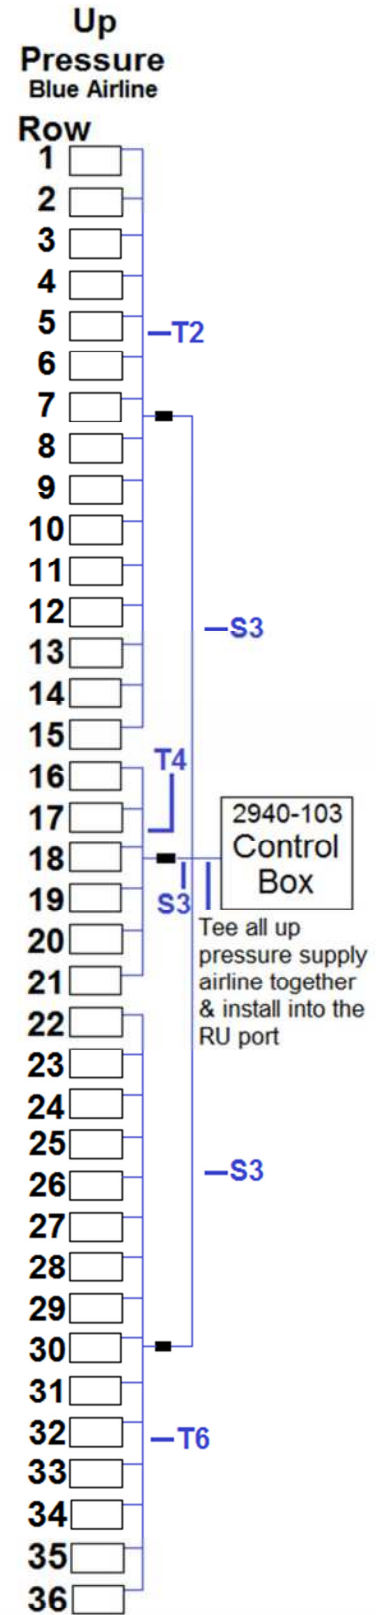 Up
Pressure
Blue Airline
Row
1
2
3
4
5
T2
6
7
8
9
10
11
12
S3
13
14
15
T4
16
17
2940-103
Control
Box
18
19
S3
Tee all up
pressure supply
airline together
& install into the
RU port
20
21
22
23
24
25
26
S3
27
28
29
30
31
32
T6
33
34
35
36